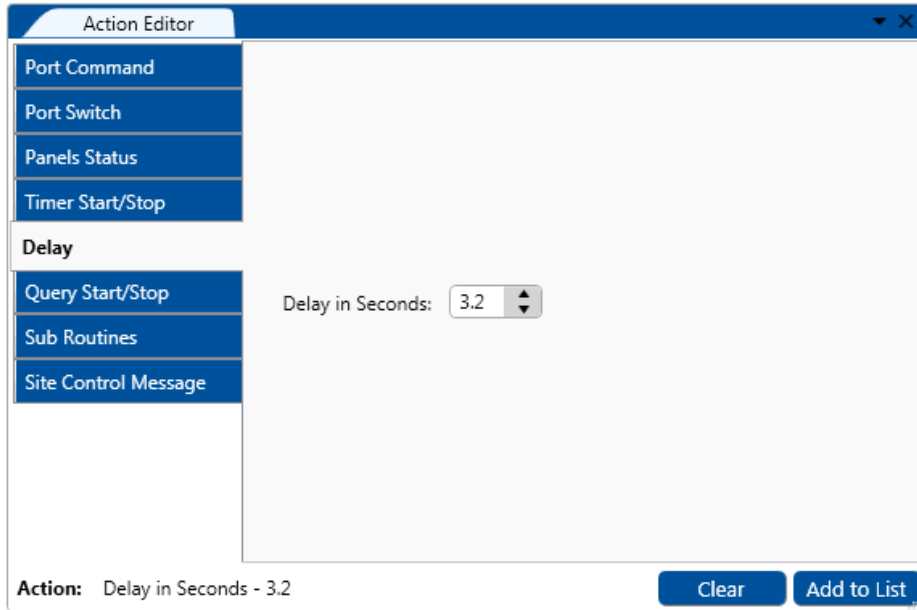 Action Editor
Port Command
Port Switch
Panels Status
Timer Start/Stop
Delay
Query Start/Stop
Sub Routines
Site Control Message
Delay in Seconds: 3.2
Action: Delay in Seconds - 3.2
Clear
Add to List